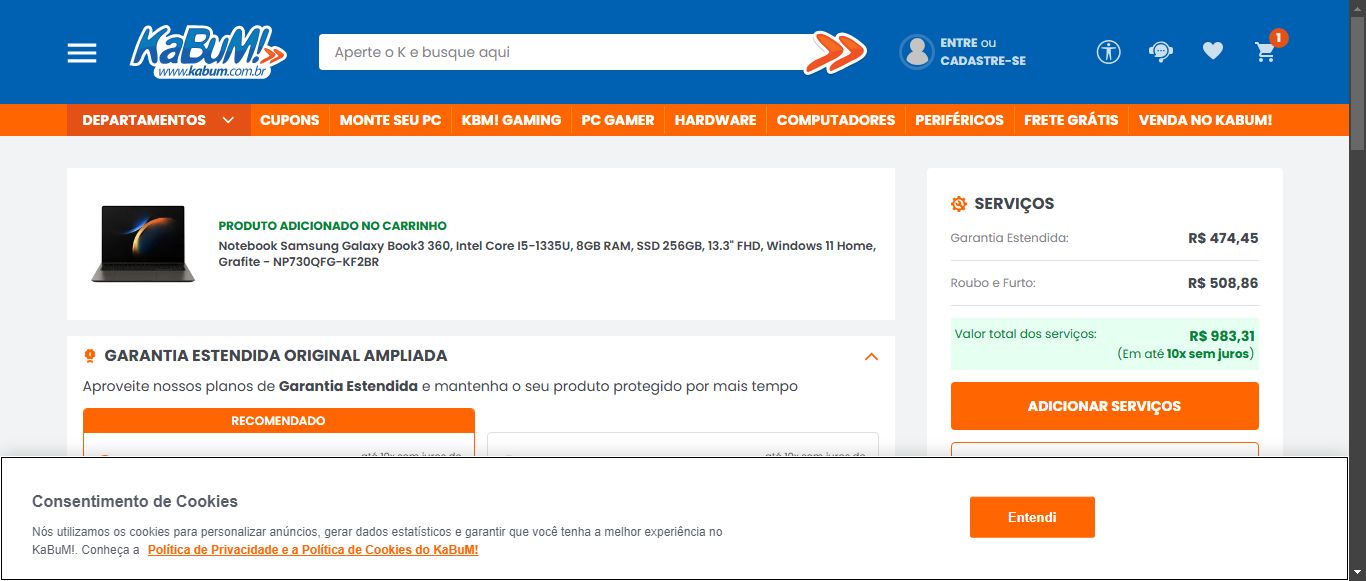 KaBuM!
www.kabum.com.br
Aperte o K e busque aqui
ENTRE ou
CADASTRE-SE
1
DEPARTAMENTOS CUPONS MONTE SEU PC KBM! GAMING PC GAMER HARDWARE COMPUTADORES PERIFÉRICOS FRETE GRÁTIS VENDA NO KABUM!
PRODUTO ADICIONADO NO CARRINHO
Notebook Samsung Galaxy Book3 360, Intel Core I5-1335U, 8GB RAM, SSD 256GB, 13.3" FHD, Windows 11 Home,
Grafite - NP730QFG-KF2BR
GARANTIA ESTENDIDA ORIGINAL AMPLIADA
Aproveite nossos planos de Garantia Estendida e mantenha o seu produto protegido por mais tempo
RECOMENDADO
até 10x sem juros de
até 10x sem juros de
SERVIÇOS
Garantia Estendida: R$ 474,45
Roubo e Furto: R$ 508,86
Valor total dos serviços: R$ 983,31
(Em até 10x sem juros)
ADICIONAR SERVIÇOS
Consentimento de Cookies
Nós utilizamos os cookies para personalizar anúncios, gerar dados estatísticos e garantir que você tenha a melhor experiência no
KaBuM!. Conheça a Política de Privacidade e a Política de Cookies do KaBuM!
Entendi